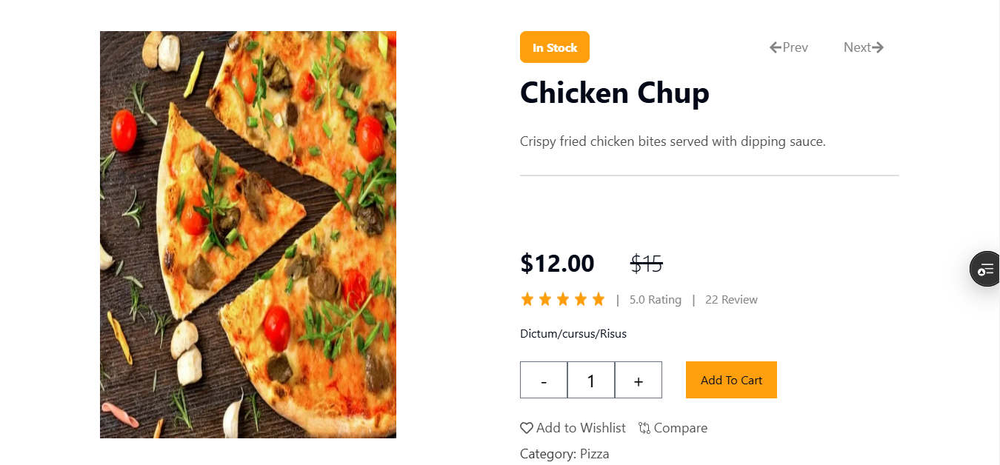 In Stock
Prev
Next
Chicken Chup
Crispy fried chicken bites served with dipping sauce.
$12.00 $15
| 5.0 Rating | 22 Review
Dictum/cursus/Risus
- 1 + Add To Cart
Add to Wishlist Compare
Category: Pizza